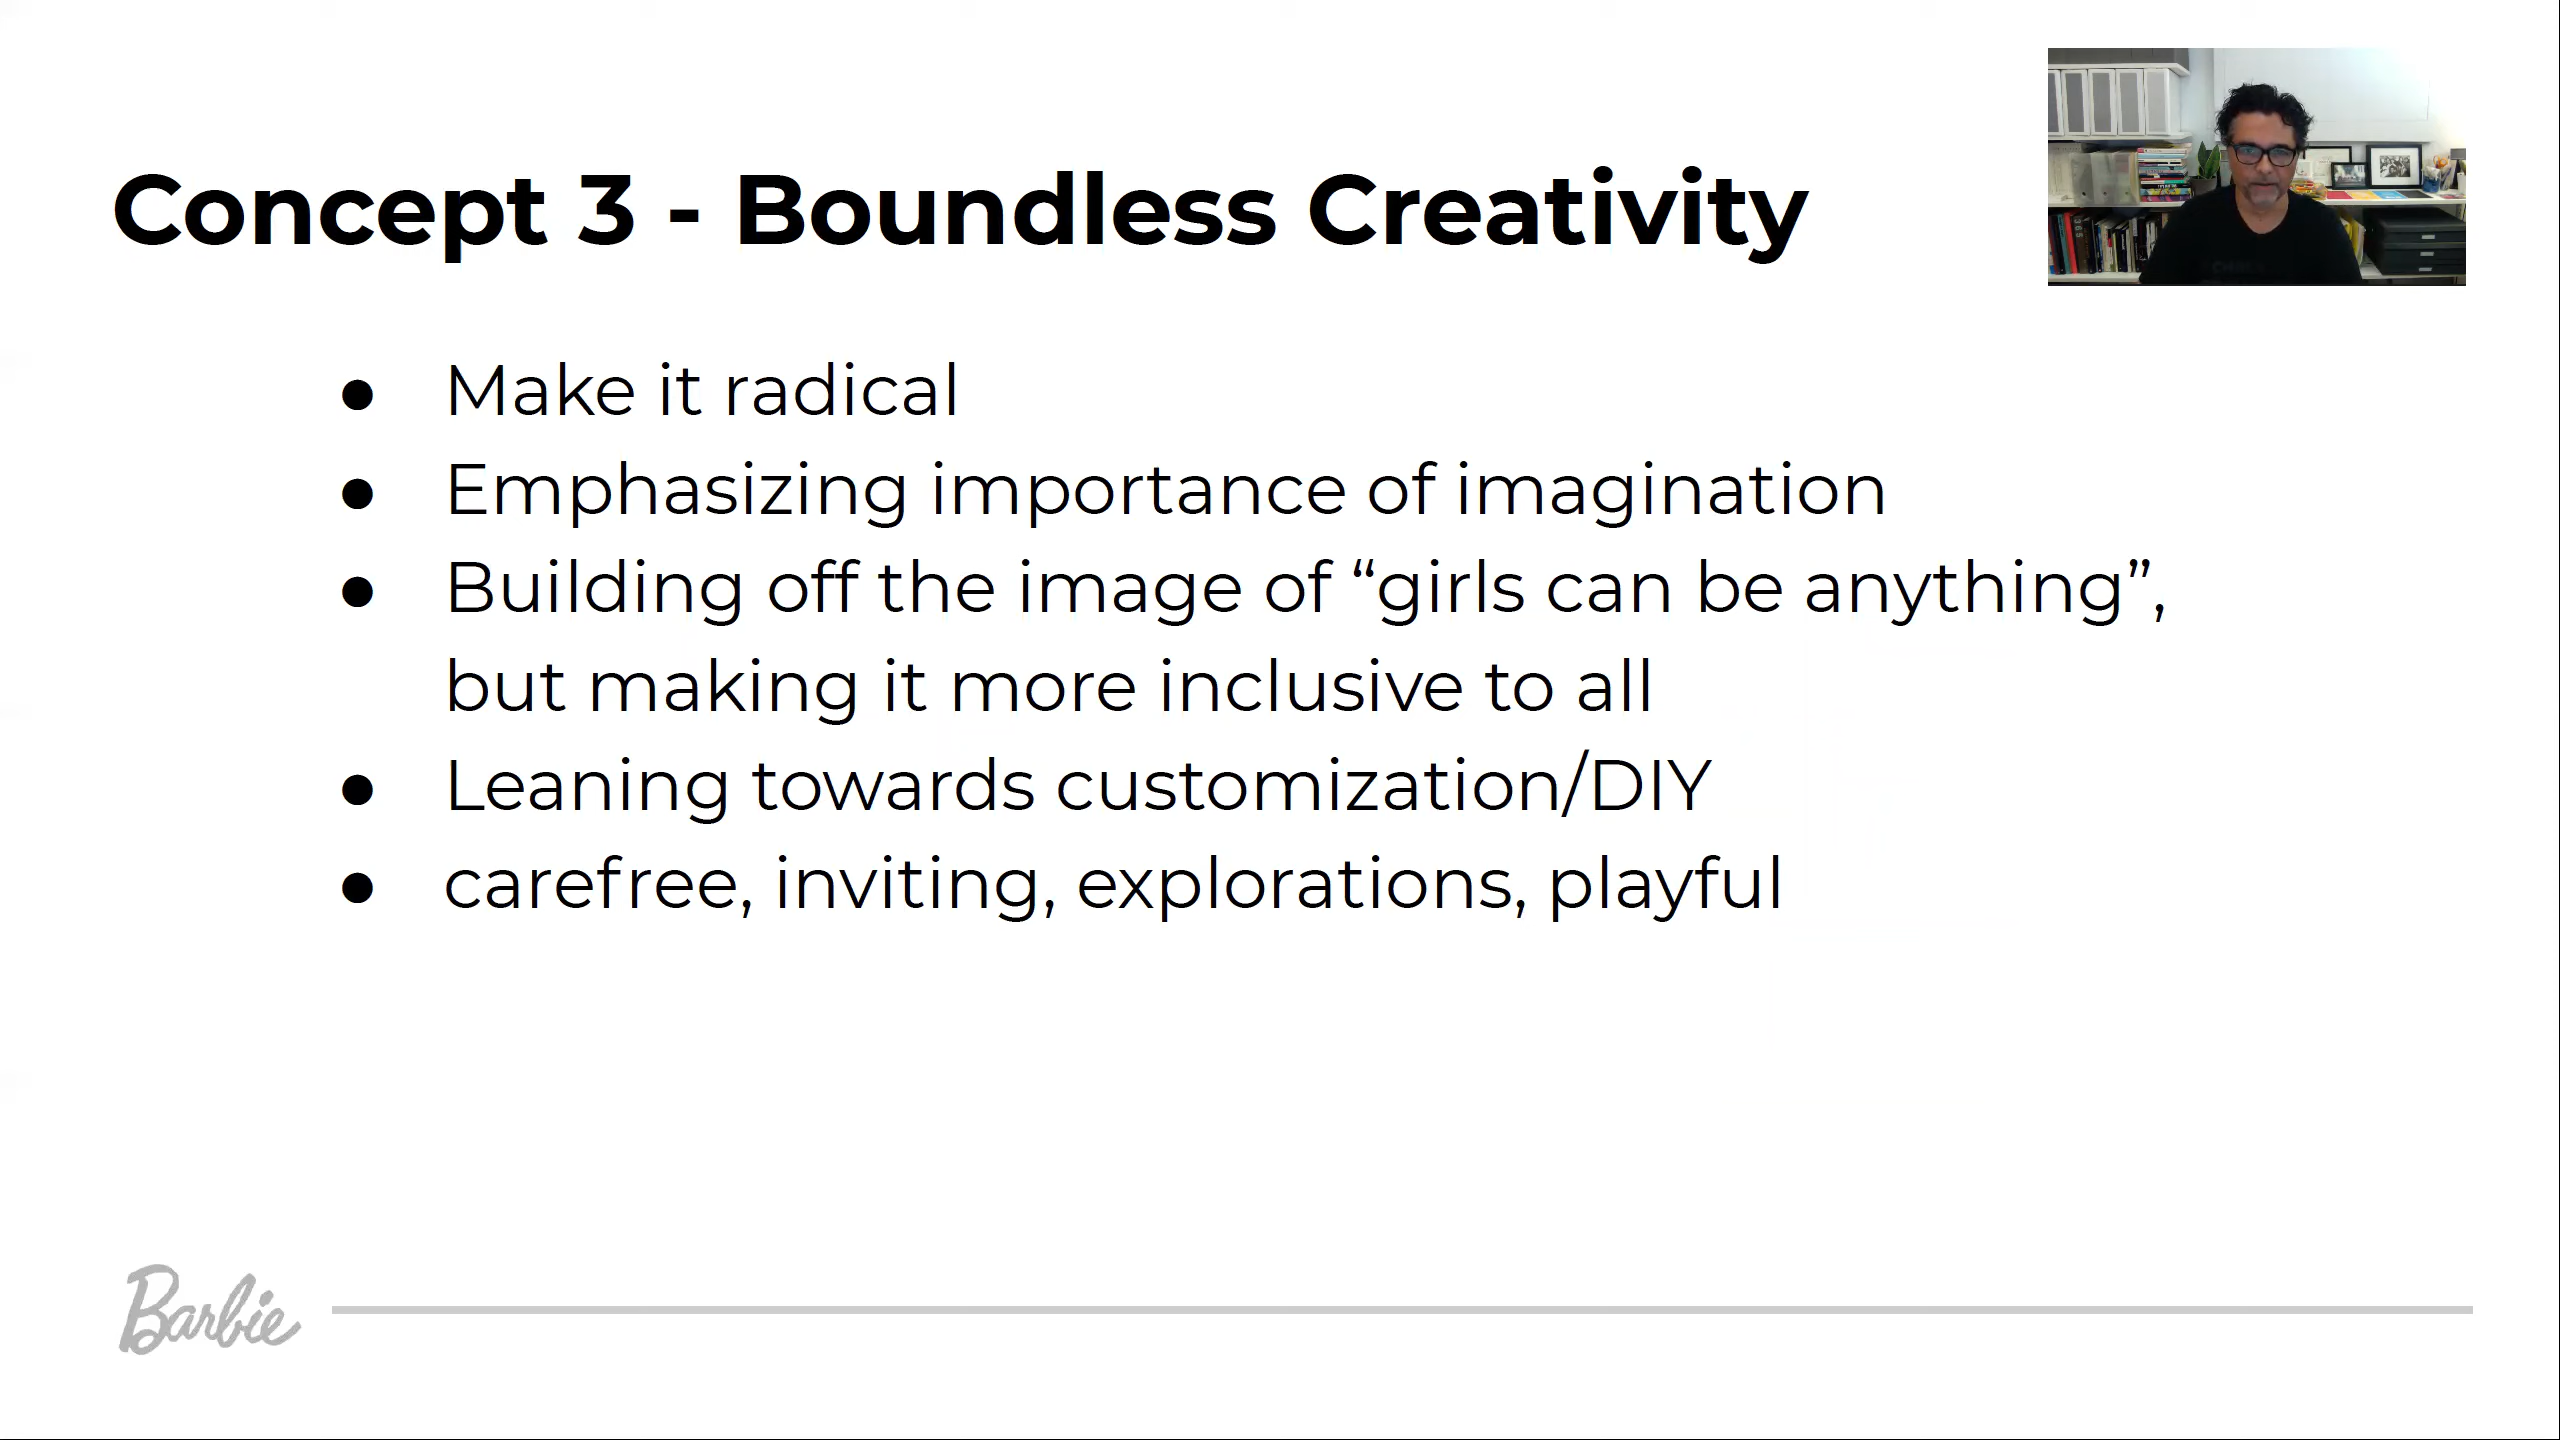 Concept 3 - Boundless Creativity
● Make it radical
● Emphasizing importance of imagination
● Building off the image of “girls can be anything”,
but making it more inclusive to all
● Leaning towards customization/DIY
● carefree, inviting, explorations, playful
Barbie